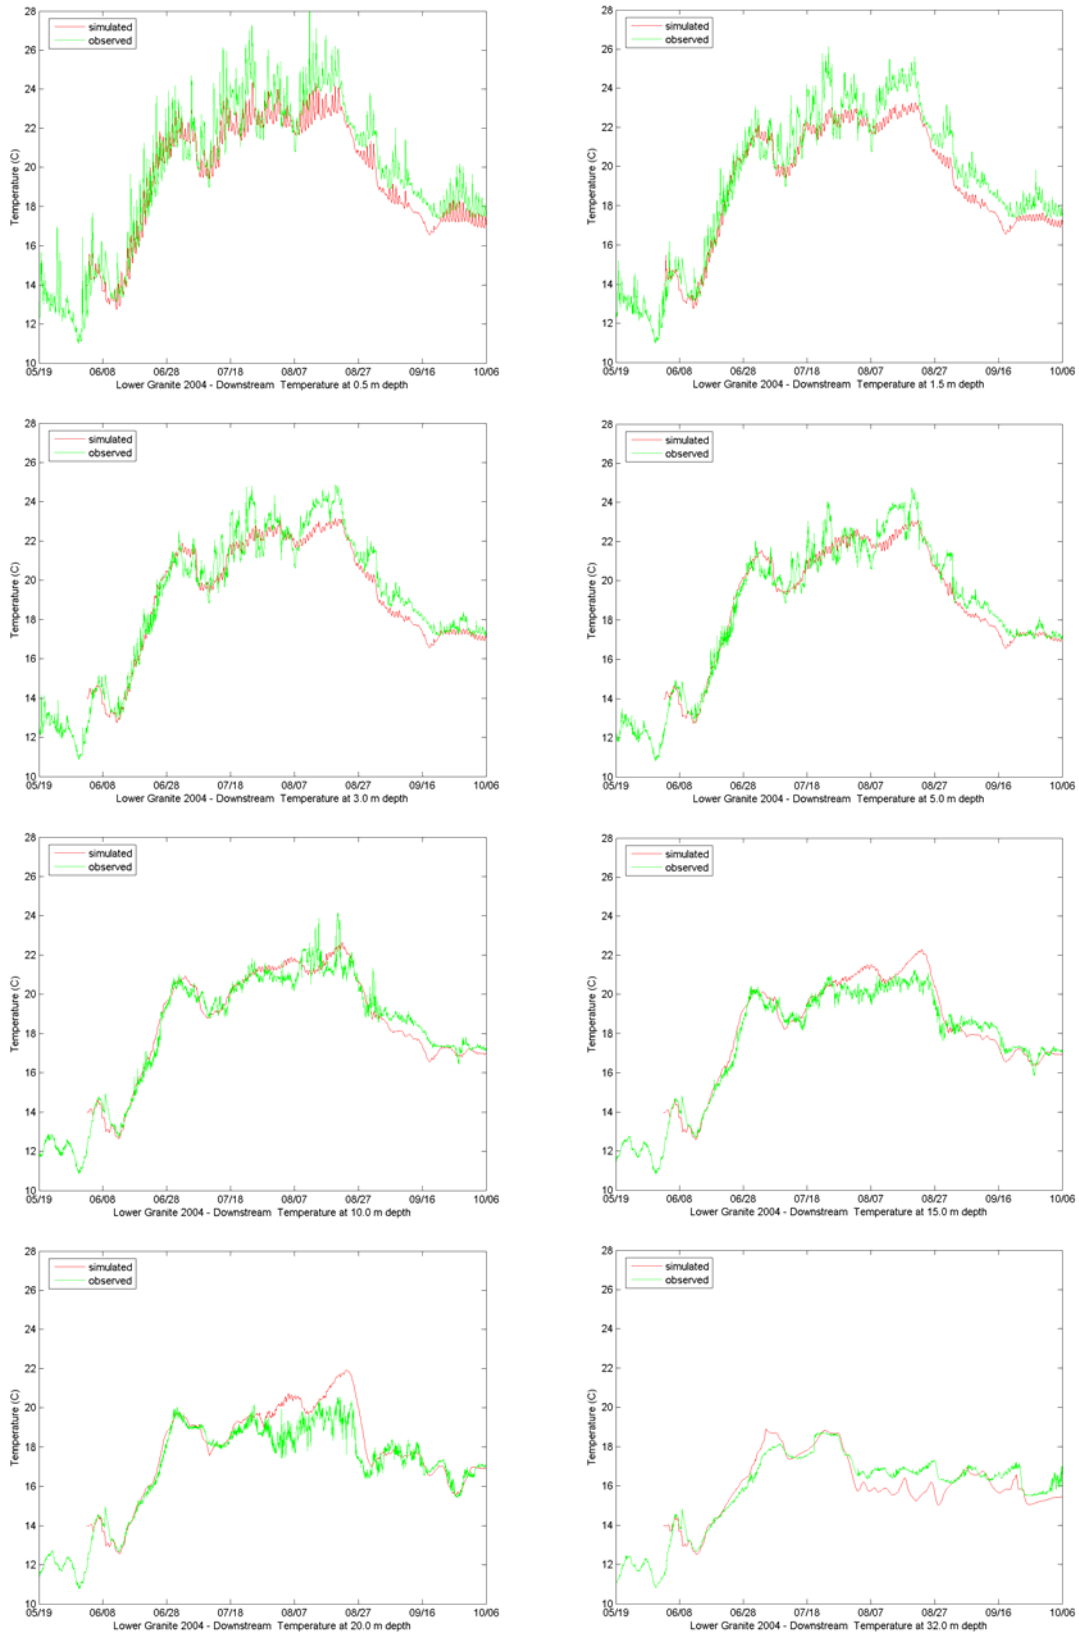 28
26
24
22
20
18
16
14
12
10
Temperature (C)
simulated
observed
05/19 06/08 06/28 07/18 08/07 08/27 09/16 10/06
Lower Granite 2004 - Downstream Temperature at 0.5 m depth
28
26
24
22
20
18
16
14
12
10
Temperature (C)
simulated
observed
05/19 06/08 06/28 07/18 08/07 08/27 09/16 10/06
Lower Granite 2004 - Downstream Temperature at 1.5 m depth
28
26
24
22
20
18
16
14
12
10
Temperature (C)
simulated
observed
05/19 06/08 06/28 07/18 08/07 08/27 09/16 10/06
Lower Granite 2004 - Downstream Temperature at 3.0 m depth
28
26
24
22
20
18
16
14
12
10
Temperature (C)
simulated
observed
05/19 06/08 06/28 07/18 08/07 08/27 09/16 10/06
Lower Granite 2004 - Downstream Temperature at 5.0 m depth
28
26
24
22
20
18
16
14
12
10
Temperature (C)
simulated
observed
05/19 06/08 06/28 07/18 08/07 08/27 09/16 10/06
Lower Granite 2004 - Downstream Temperature at 10.0 m depth
28
26
24
22
20
18
16
14
12
10
Temperature (C)
simulated
observed
05/19 06/08 06/28 07/18 08/07 08/27 09/16 10/06
Lower Granite 2004 - Downstream Temperature at 15.0 m depth
28
26
24
22
20
18
16
14
12
10
Temperature (C)
simulated
observed
05/19 06/08 06/28 07/18 08/07 08/27 09/16 10/06
Lower Granite 2004 - Downstream Temperature at 20.0 m depth
28
26
24
22
20
18
16
14
12
10
Temperature (C)
simulated
observed
05/19 06/08 06/28 07/18 08/07 08/27 09/16 10/06
Lower Granite 2004 - Downstream Temperature at 32.0 m depth